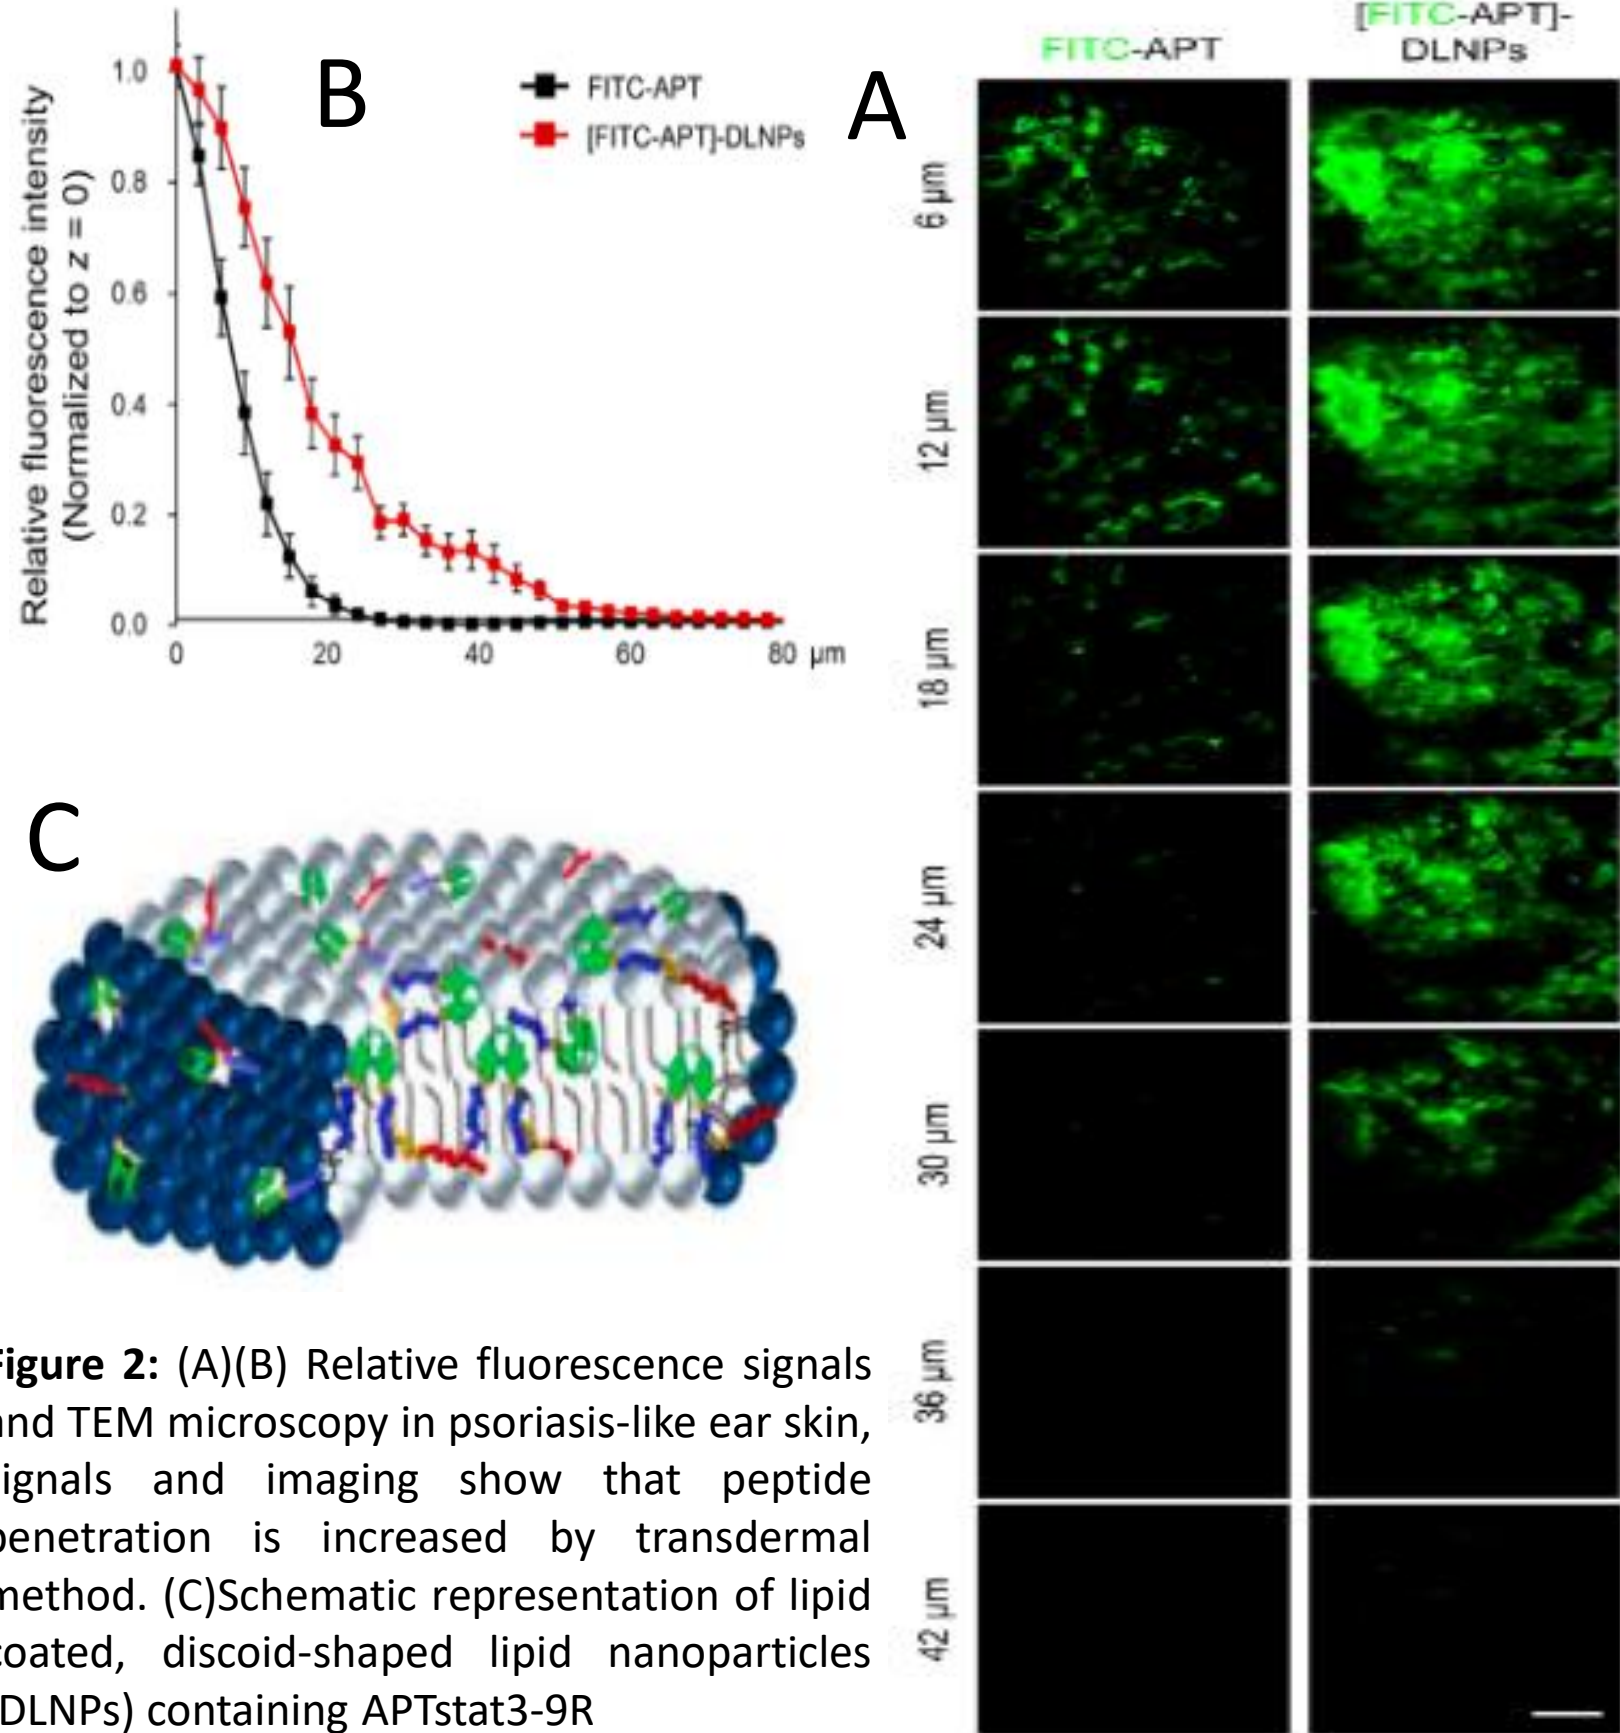 B
FITC-APT
[FITC-APT]-DLNPs
Relative fluorescence intensity
(Normalized to z = 0)
1.0
0.8
0.6
0.4
0.2
0.0
0
20
40
60
80 µm
A
FITC-APT
[FITC-APT]-
DLNPs
6 µm
12 µm
18 µm
24 µm
30 µm
36 µm
42 µm
C
igure 2: (A)(B) Relative fluorescence signals
nd TEM microscopy in psoriasis-like ear skin,
ignals and imaging show that peptide
enetration is increased by transdermal
method. (C)Schematic representation of lipid
coated, discoid-shaped lipid nanoparticles
DLNPs) containing APTstat3-9R